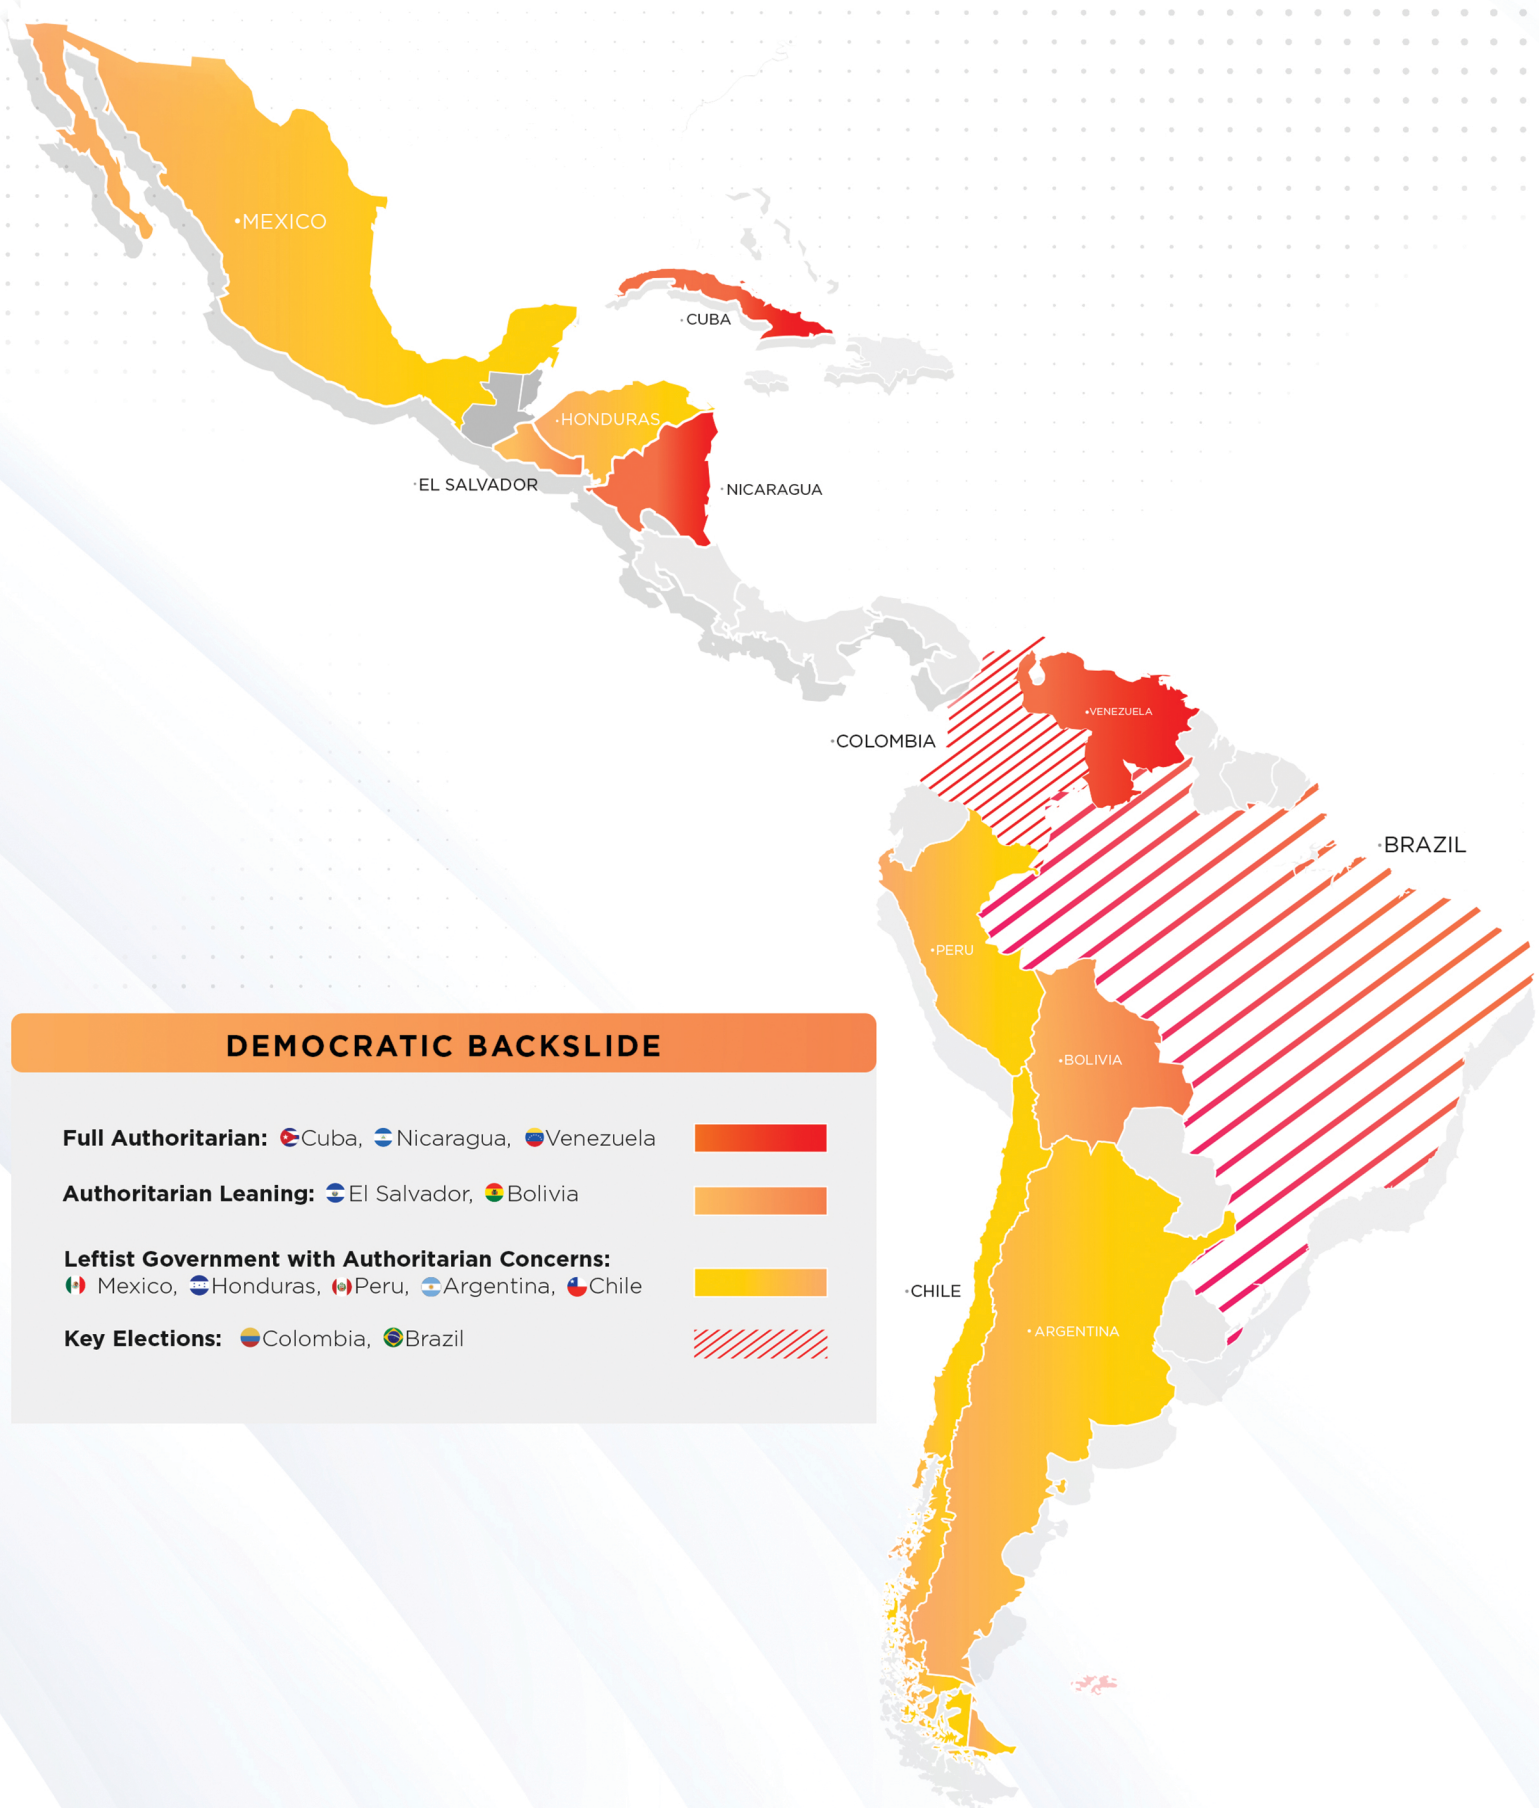 •MEXICO
•CUBA
•HONDURAS
•EL SALVADOR
•NICARAGUA
•VENEZUELA
•COLOMBIA
•BRAZIL
•PERU
DEMOCRATIC BACKSLIDE
•BOLIVIA
Full Authoritarian: Cuba, Nicaragua, Venezuela
Authoritarian Leaning: El Salvador, Bolivia
Leftist Government with Authoritarian Concerns:
Mexico, Honduras, Peru, Argentina, Chile
Key Elections: Colombia, Brazil
•CHILE
•ARGENTINA